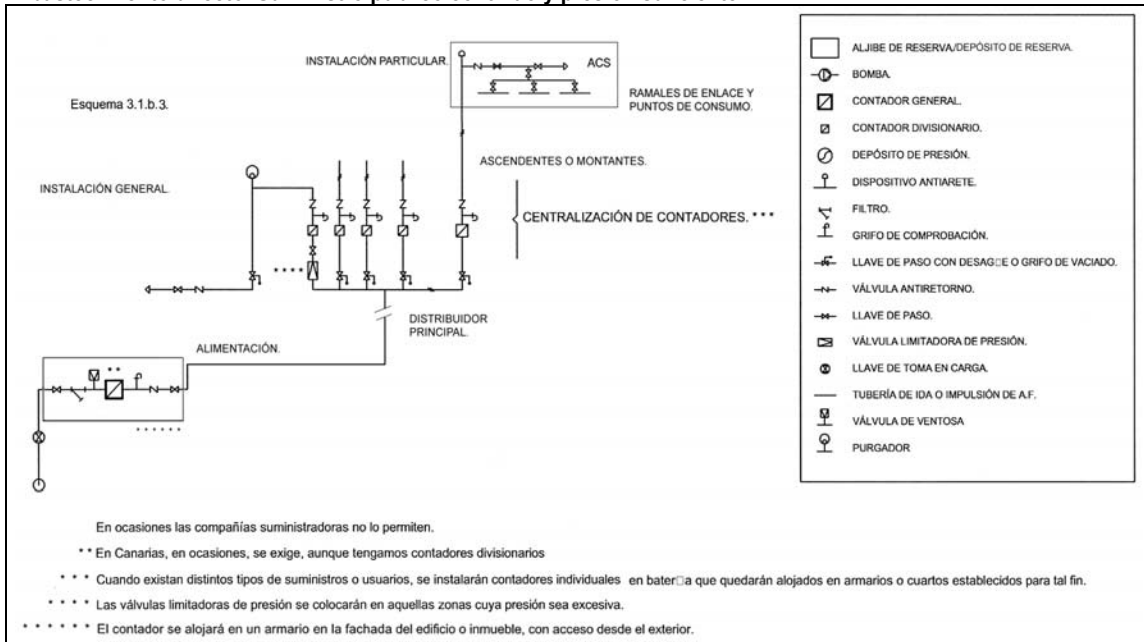 INSTALACIÓN PARTICULAR.
ACS
Esquema 3.1.b.3.
RAMALES DE ENLACE Y
PUNTOS DE CONSUMO.
ASCENDENTES O MONTANTES.
INSTALACIÓN GENERAL.
CENTRALIZACIÓN DE CONTADORES. * * *
* * * *
DISTRIBUIDOR
PRINCIPAL.
ALIMENTACIÓN.
* *
* * * * * *
ALJIBE DE RESERVA/DEPÓSITO DE RESERVA.
BOMBA.
CONTADOR GENERAL.
CONTADOR DIVISIONARIO.
DEPÓSITO DE PRESIÓN.
DISPOSITIVO ANTIARETE.
FILTRO.
GRIFO DE COMPROBACIÓN.
LLAVE DE PASO CON DESAG□E O GRIFO DE VACIADO.
VÁLVULA ANTIRETORNO.
LLAVE DE PASO.
VÁLVULA LIMITADORA DE PRESIÓN.
LLAVE DE TOMA EN CARGA.
TUBERÍA DE IDA O IMPULSIÓN DE A.F.
VÁLVULA DE VENTOSA
PURGADOR
En ocasiones las compañías suministradoras no lo permiten.
* * En Canarias, en ocasiones, se exige, aunque tengamos contadores divisionarios
* * * Cuando existan distintos tipos de suministros o usuarios, se instalarán contadores individuales en bater□a que quedarán alojados en armarios o cuartos establecidos para tal fin.
* * * * Las válvulas limitadoras de presión se colocarán en aquellas zonas cuya presión sea excesiva.
* * * * * * El contador se alojará en un armario en la fachada del edificio o inmueble, con acceso desde el exterior.